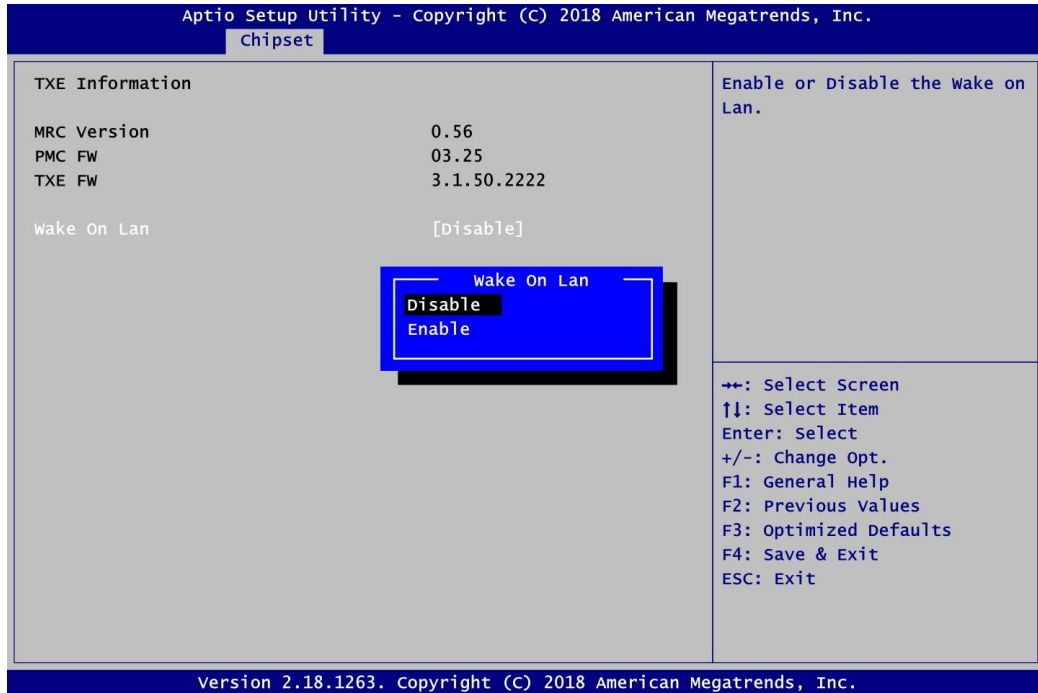 Aptio Setup Utility - Copyright (C) 2018 American Megatrends, Inc.
Chipset
TXE Information
MRC Version 0.56
PMC FW 03.25
TXE FW 3.1.50.2222
Wake On Lan [Disable]
Wake On Lan
Disable
Enable
Enable or Disable the Wake on
Lan.
→←: Select Screen
↑↓: Select Item
Enter: Select
+/-: Change Opt.
F1: General Help
F2: Previous Values
F3: Optimized Defaults
F4: Save & Exit
ESC: Exit
Version 2.18.1263. Copyright (C) 2018 American Megatrends, Inc.